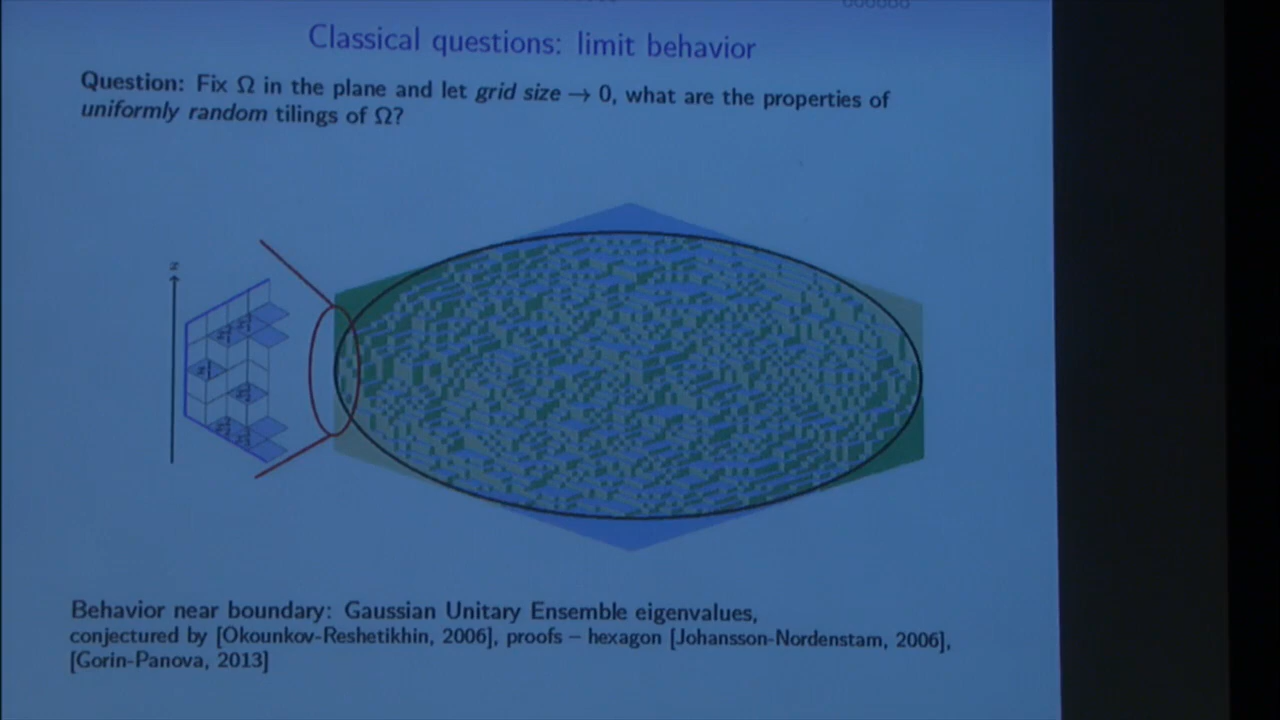 Classical questions: limit behavior
Question: Fix Ω in the plane and let grid size → 0, what are the properties of
uniformly random tilings of Ω?
N
Behavior near boundary: Gaussian Unitary Ensemble eigenvalues,
conjectured by [Okounkov-Reshetikhin, 2006], proofs – hexagon [Johansson-Nordenstam, 2006],
[Gorin-Panova, 2013]